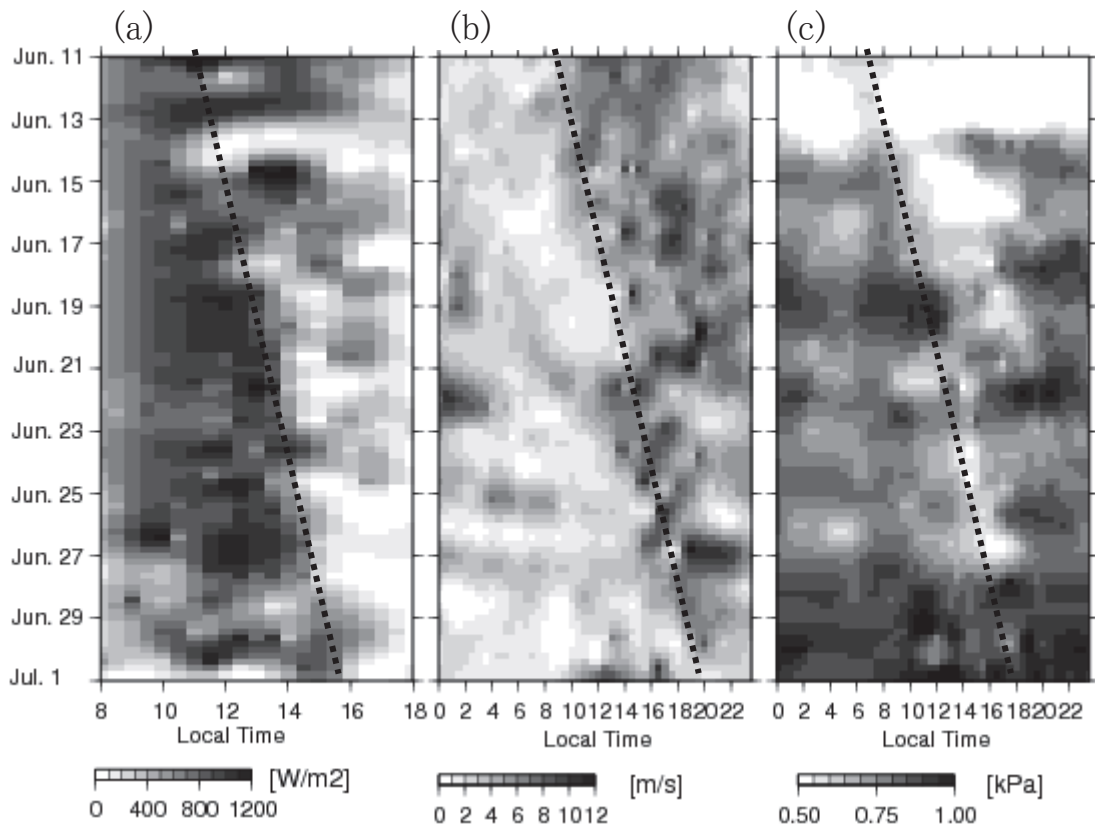 (a) (b) (c)
Jun. 11
Jun. 13
Jun. 15
Jun. 17
Jun. 19
Jun. 21
Jun. 23
Jun. 25
Jun. 27
Jun. 29
Jul. 1
8 10 12 14 16 18
0 2 4 6 8 10 12 14 16 18 20 22
0 2 4 6 8 10 12 14 16 18 20 22
Local Time
Local Time
Local Time
[W/m2]
0 400 800 1200
[m/s]
0 2 4 6 8 10 12
[kPa]
0.50 0.75 1.00